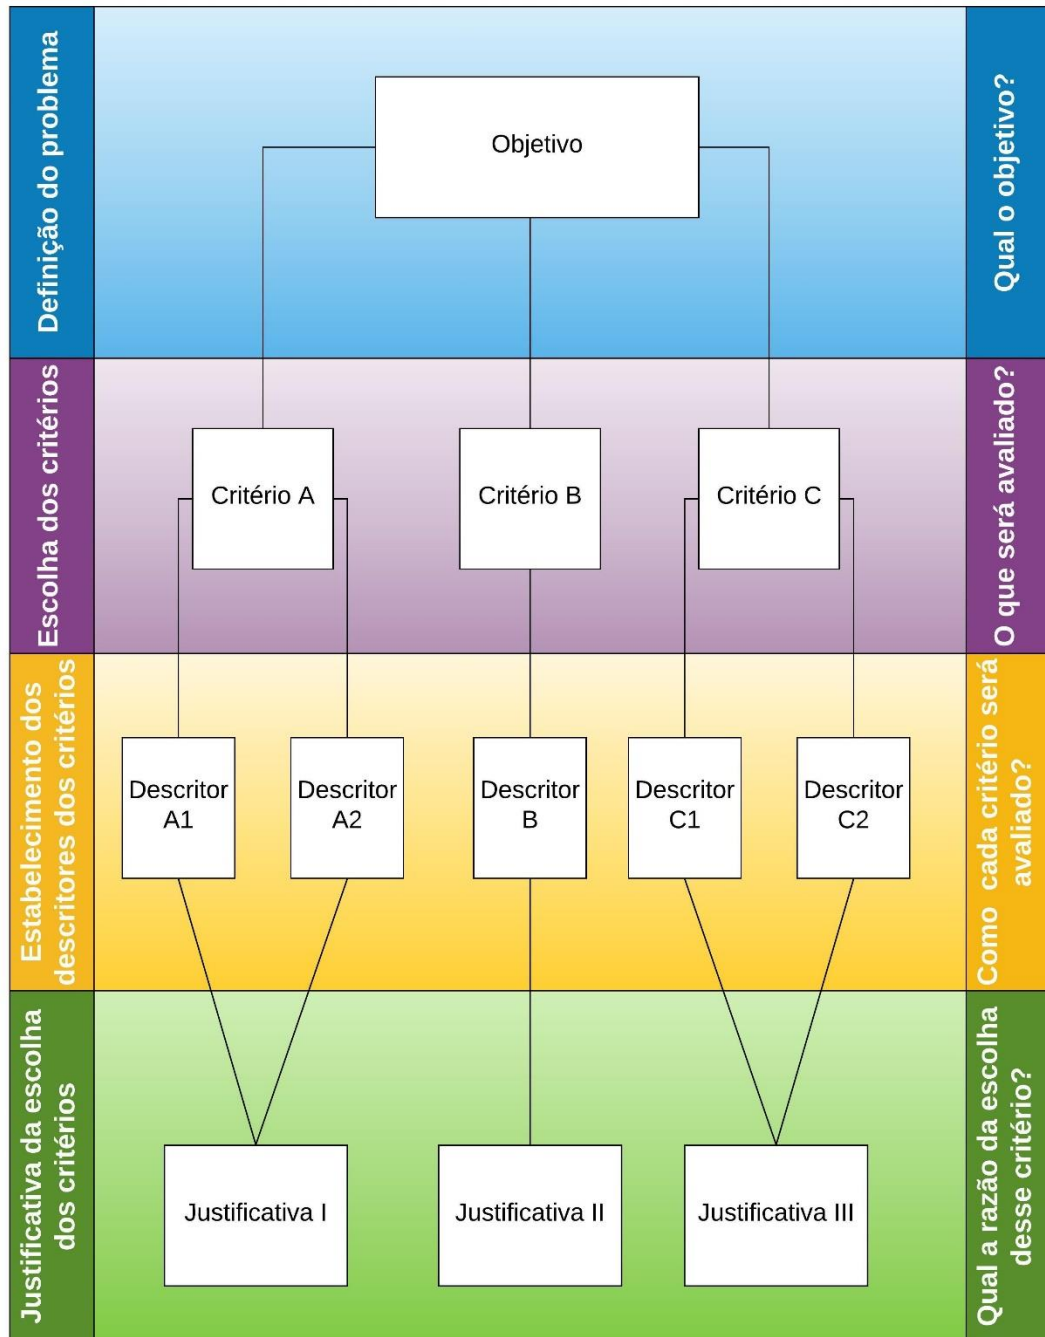 Definição do problema
Objetivo
Qual o objetivo?
Escolha dos critérios
Critério A
Critério B
Critério C
O que será avaliado?
Estabelecimento dos
descritores dos critérios
Descritor
A1
Descritor
A2
Descritor
B
Descritor
C1
Descritor
C2
Como cada critério será
avaliado?
Justificativa da escolha
dos critérios
Justificativa I
Justificativa II
Justificativa III
Qual a razão da escolha
desse critério?